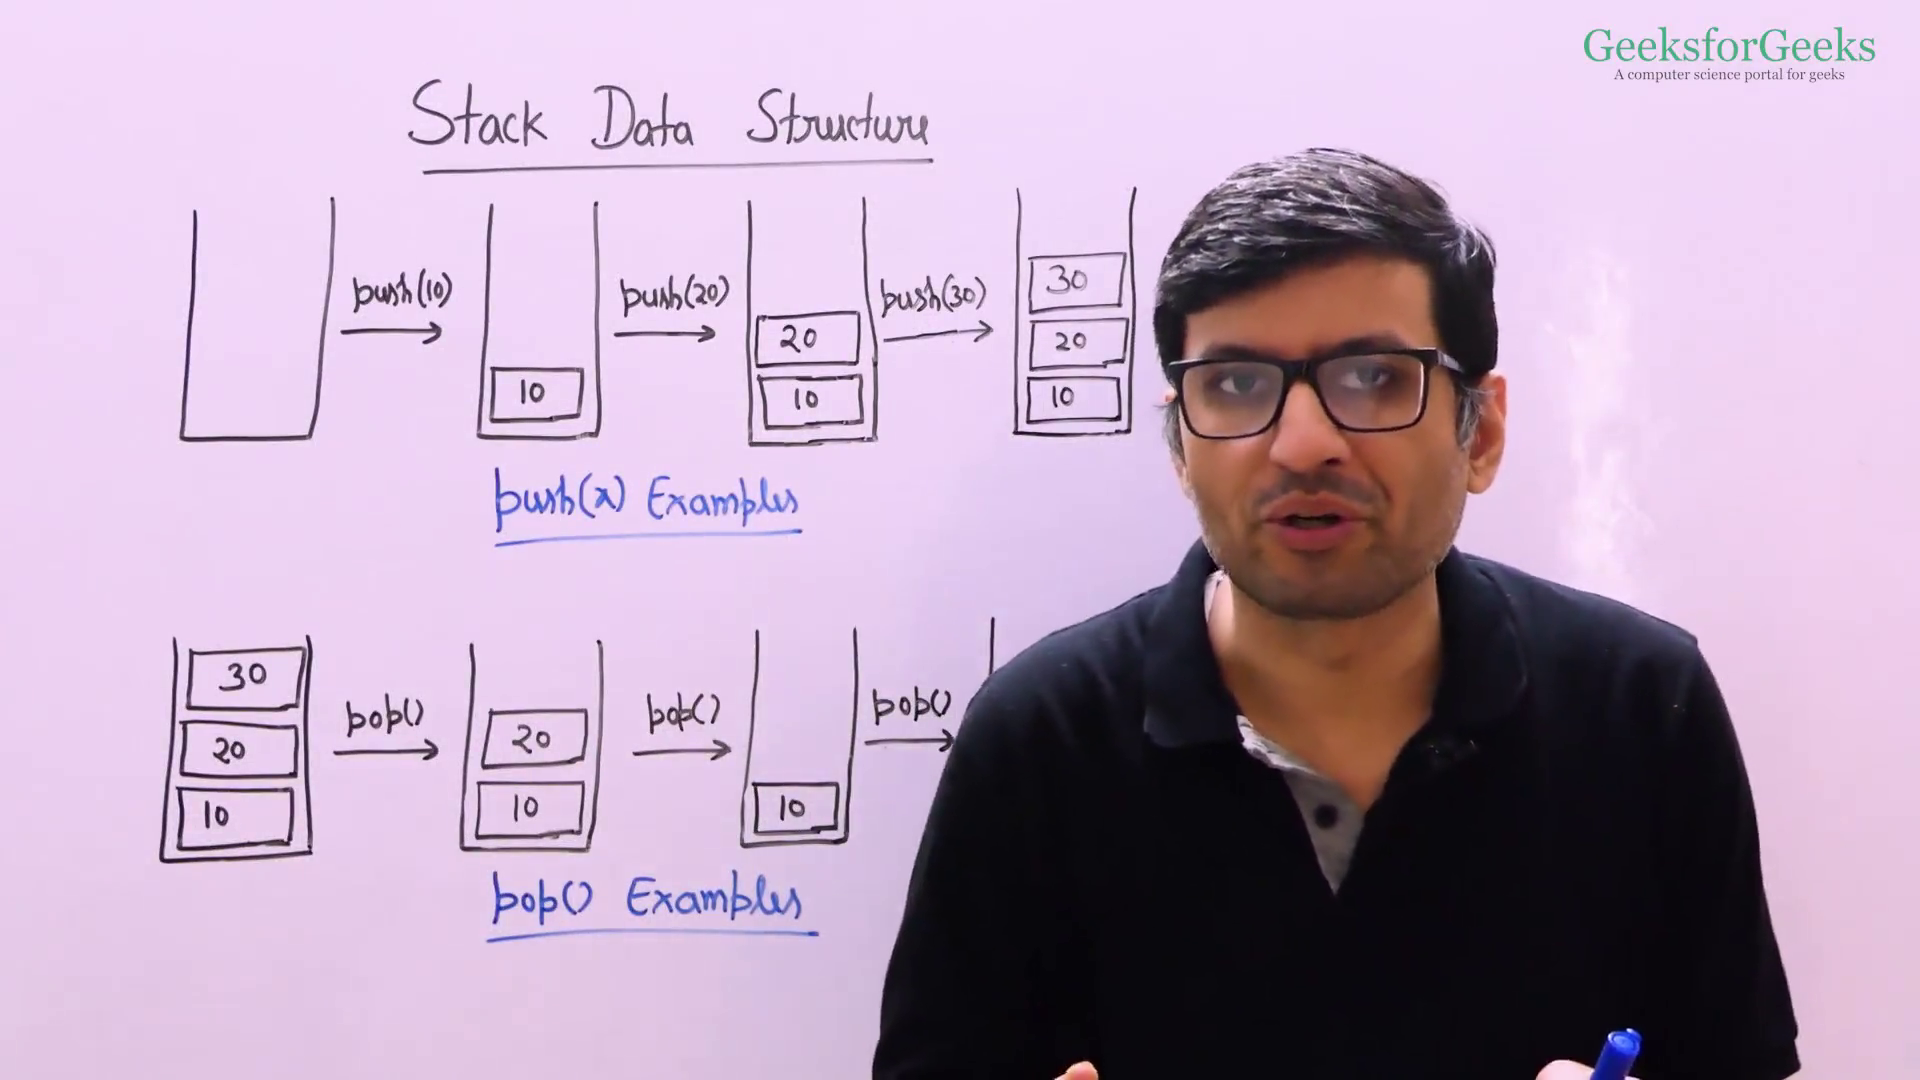 GeeksforGeeks
A computer science portal for geeks
Stack Data Structure
push(10) push(20) push(30)
30
20 20
10 10 10
push(x) Examples
30
20 20
10 10 10
pop() pop() pop()
pop() Examples